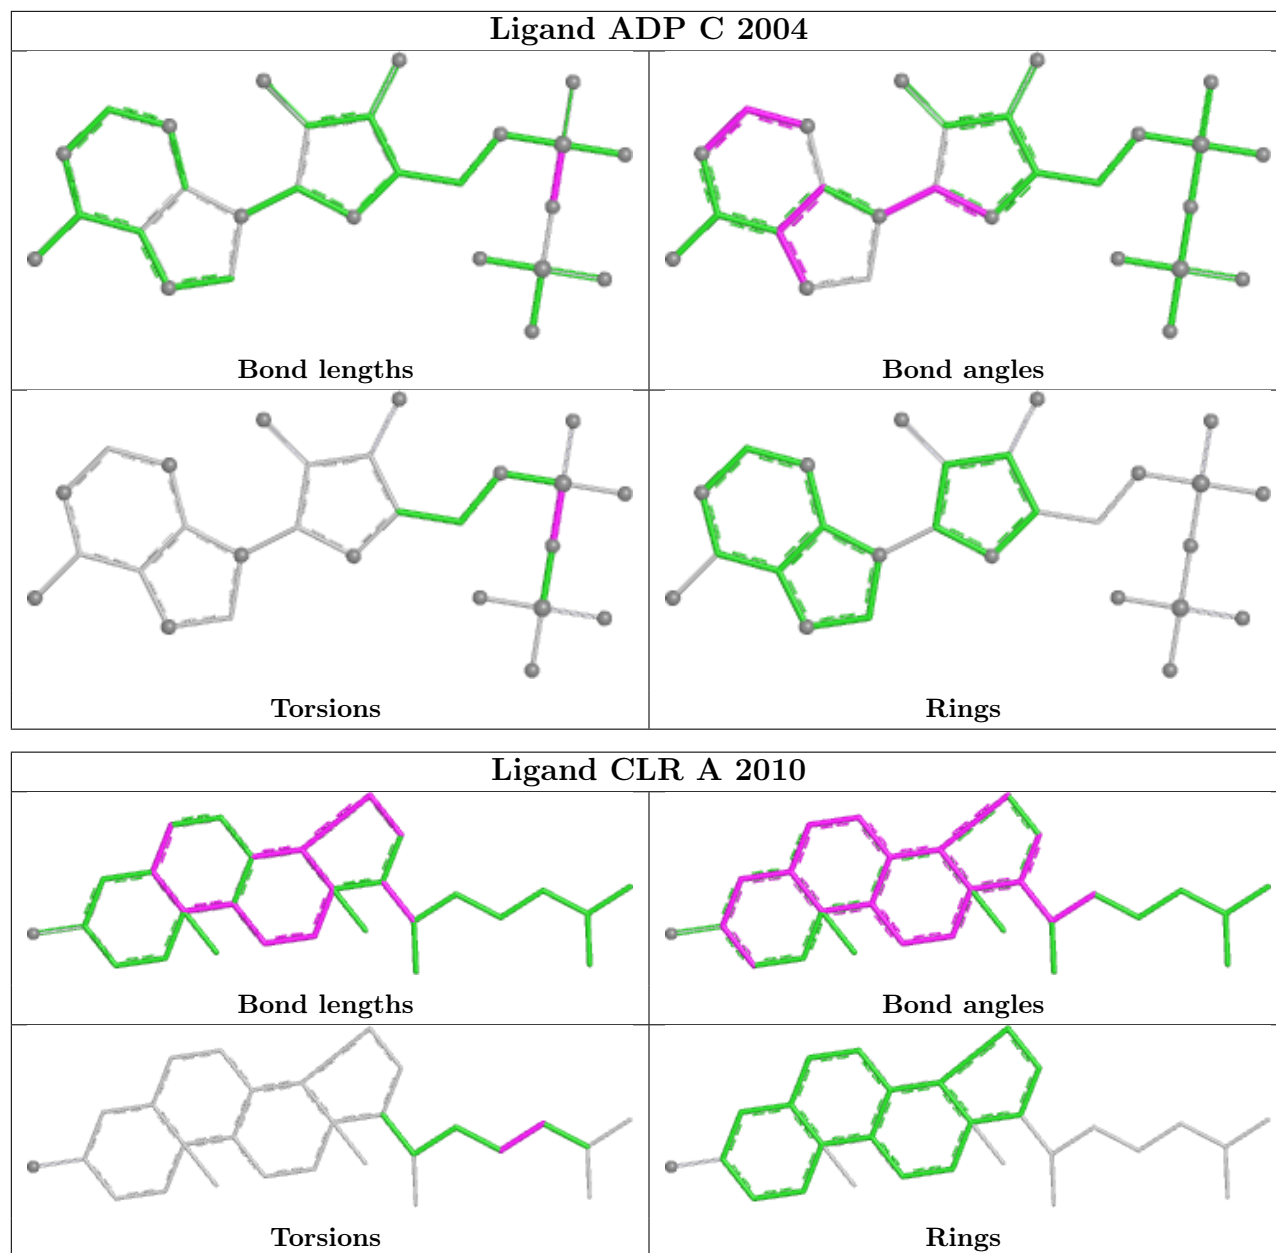 Ligand ADP C 2004
Bond lengths
Bond angles
Torsions
Rings
Ligand CLR A 2010
Bond lengths
Bond angles
Torsions
Rings